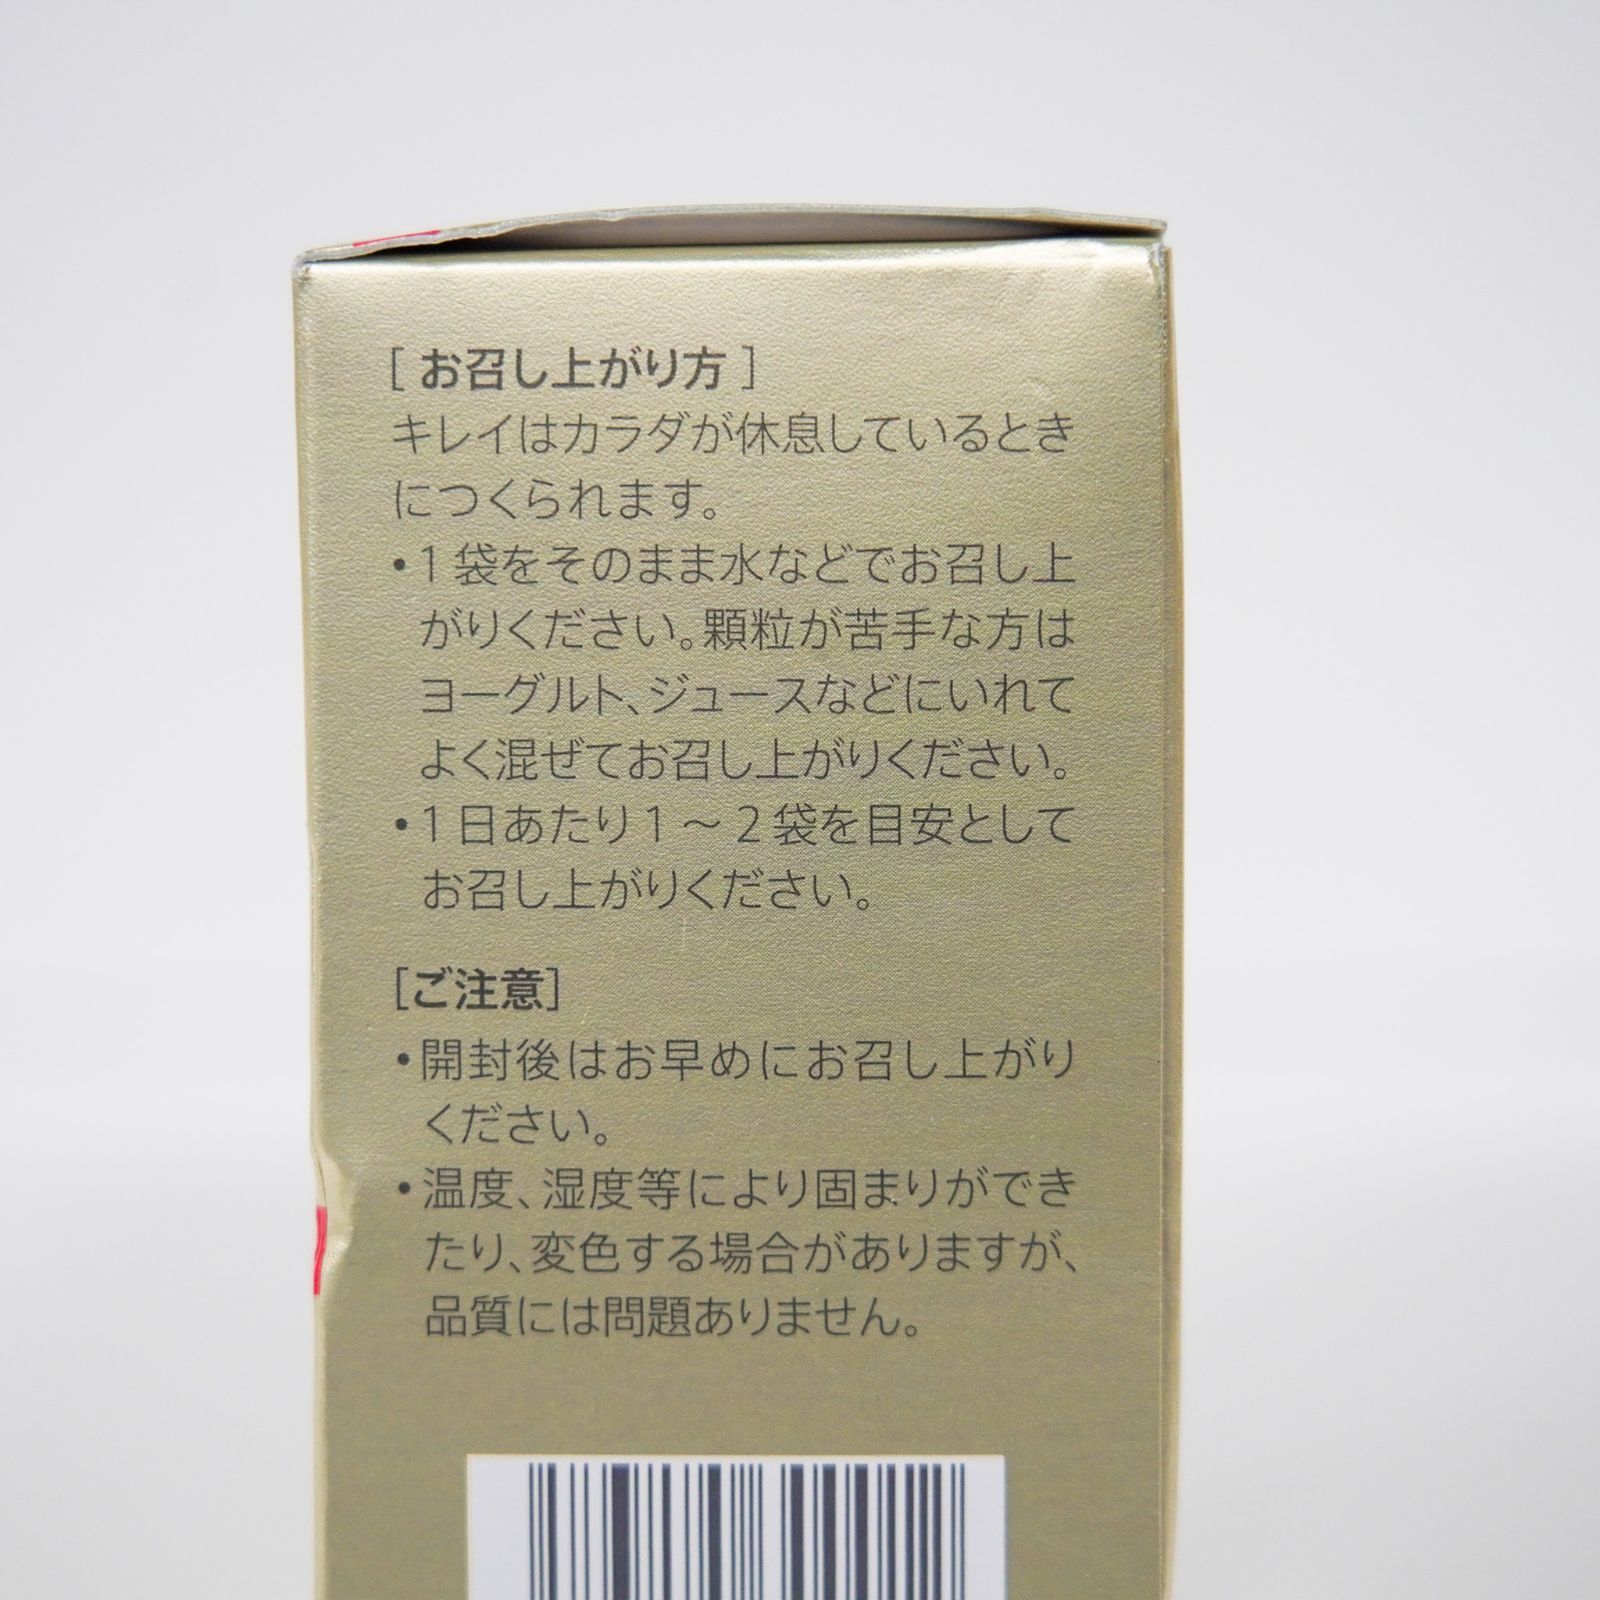 [ お召し上がり方 ]
キレイはカラダが休息しているとき
につくられます。
•1 袋をそのまま水などでお召し上
がりください。顆粒が苦手な方は
ヨーグルト、ジュースなどにいれて
よく混ぜてお召し上がりください。
•1日あたり1〜2袋を目安として
お召し上がりください。
[ご注意]
•開封後はお早めにお召し上がり
ください。
•温度、湿度等により固まりができ
たり、変色する場合がありますが、
品質には問題ありません。